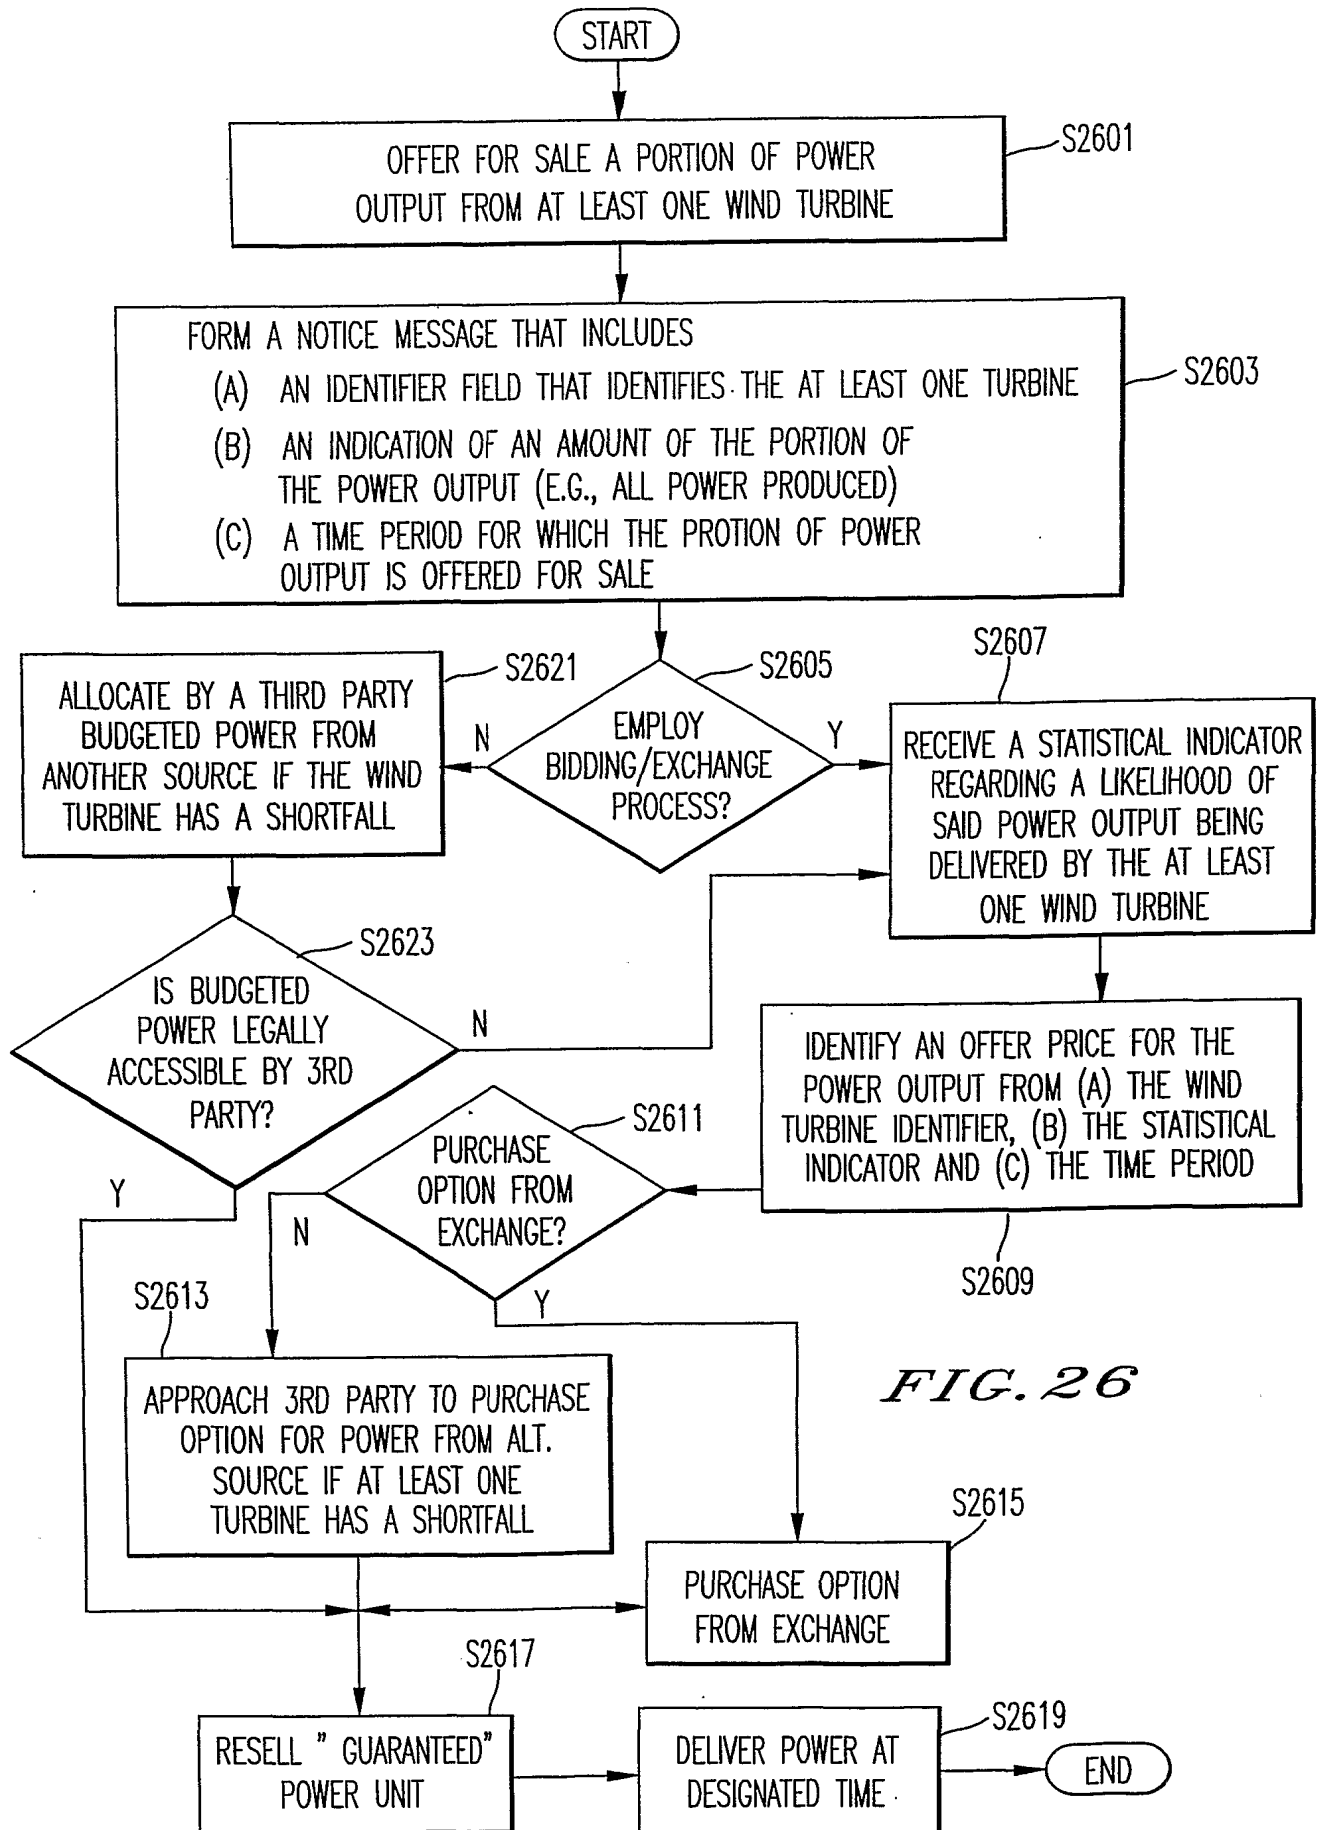 START
OFFER FOR SALE A PORTION OF POWER
OUTPUT FROM AT LEAST ONE WIND TURBINE
S2601
FORM A NOTICE MESSAGE THAT INCLUDES
(A) AN IDENTIFIER FIELD THAT IDENTIFIES THE AT LEAST ONE TURBINE
(B) AN INDICATION OF AN AMOUNT OF THE PORTION OF
THE POWER OUTPUT (E.G., ALL POWER PRODUCED)
(C) A TIME PERIOD FOR WHICH THE PROTION OF POWER
OUTPUT IS OFFERED FOR SALE
S2603
ALLOCATE BY A THIRD PARTY
BUDGETED POWER FROM
ANOTHER SOURCE IF THE WIND
TURBINE HAS A SHORTFALL
S2621
N
EMPLOY
BIDDING/EXCHANGE
PROCESS?
S2605
Y
S2607
RECEIVE A STATISTICAL INDICATOR
REGARDING A LIKELIHOOD OF
SAID POWER OUTPUT BEING
DELIVERED BY THE AT LEAST
ONE WIND TURBINE
IS BUDGETED
POWER LEGALLY
ACCESSIBLE BY 3RD
PARTY?
S2623
N
Y
IDENTIFY AN OFFER PRICE FOR THE
POWER OUTPUT FROM (A) THE WIND
TURBINE IDENTIFIER, (B) THE STATISTICAL
INDICATOR AND (C) THE TIME PERIOD
S2609
PURCHASE
OPTION FROM
EXCHANGE?
S2611
N
Y
S2613
APPROACH 3RD PARTY TO PURCHASE
OPTION FOR POWER FROM ALT.
SOURCE IF AT LEAST ONE
TURBINE HAS A SHORTFALL
FIG. 26
S2615
PURCHASE OPTION
FROM EXCHANGE
S2617
RESELL " GUARANTEED"
POWER UNIT
DELIVER POWER AT
DESIGNATED TIME
S2619
END